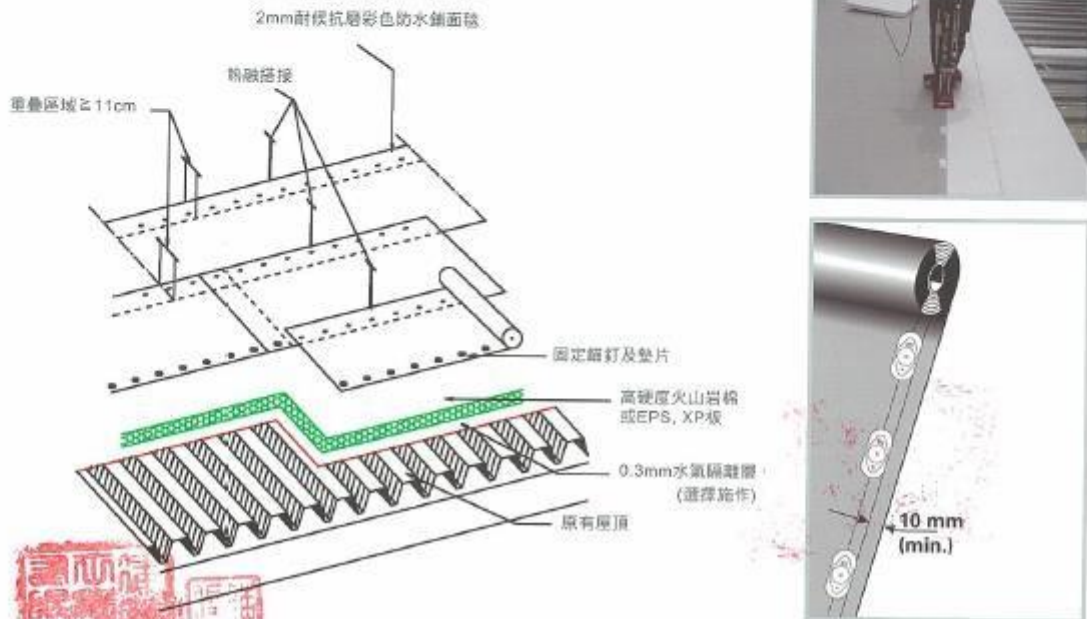 2mm耐候抗磨彩色防水鋪面毯
熱融搭接
重疊區域≧11cm
固定錨釘及墊片
高硬度火山岩棉
或EPS, XP板
0.3mm水氣隔離層
(選擇施作)
原有屋頂
10 mm
(min.)